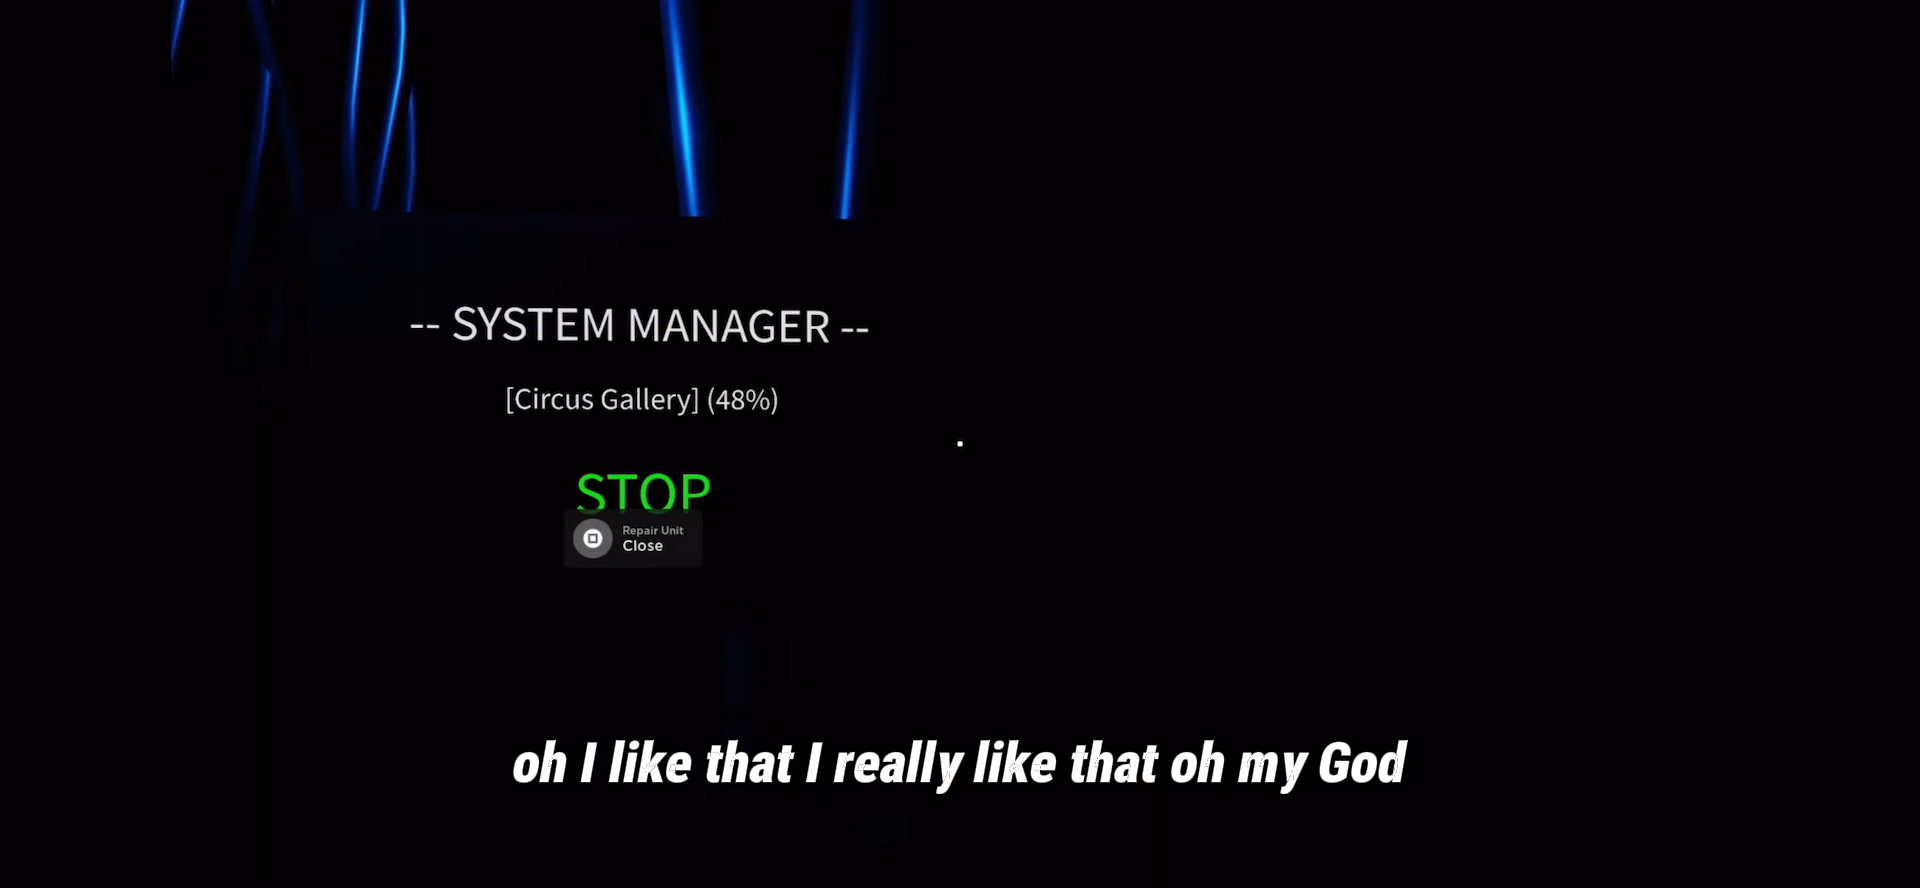 -- SYSTEM MANAGER --
[Circus Gallery] (48%)
STOP
Repair Unit
Close
oh I like that I really like that oh my God